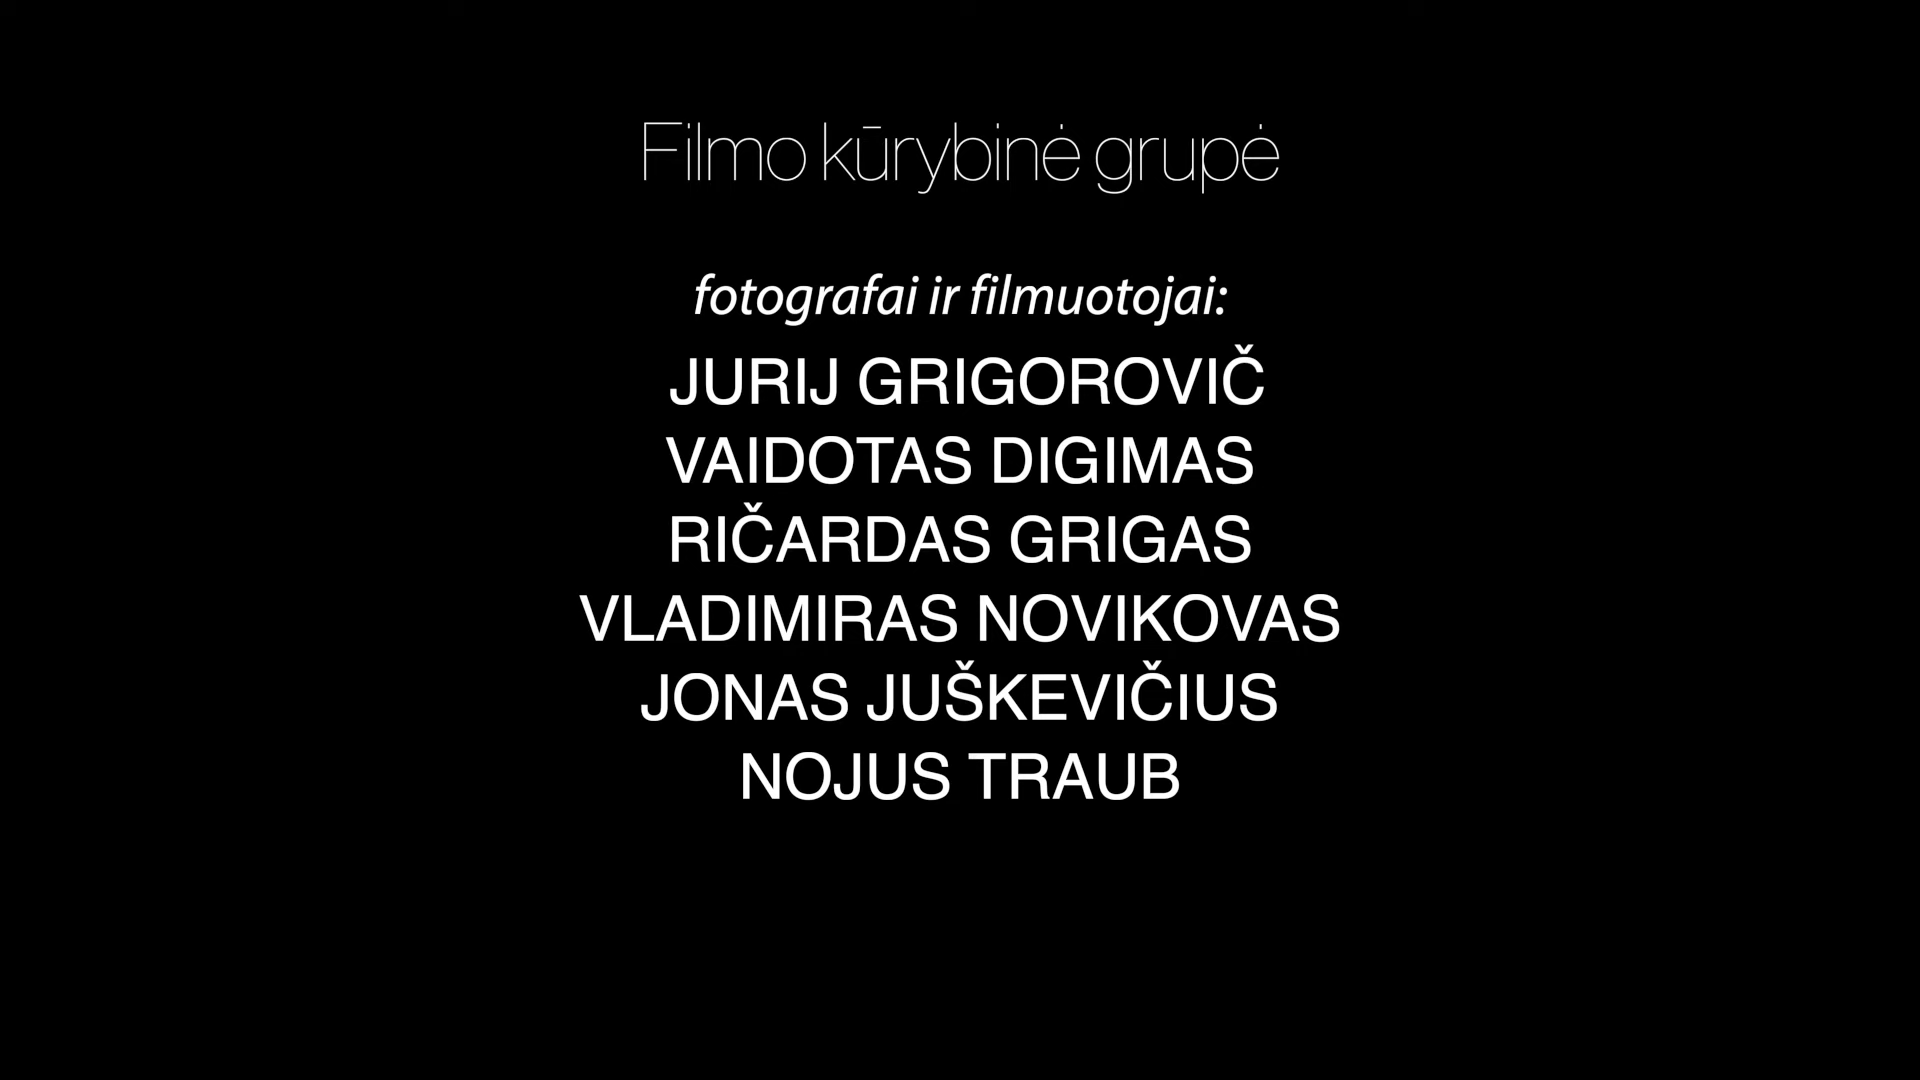 Filmo kūrybinė grupė
fotografai ir filmuotojai:
JURIJ GRIGOROVIČ
VAIDOTAS DIGIMAS
RIČARDAS GRIGAS
VLADIMIRAS NOVIKOVAS
JONAS JUŠKEVIČIUS
NOJUS TRAUB